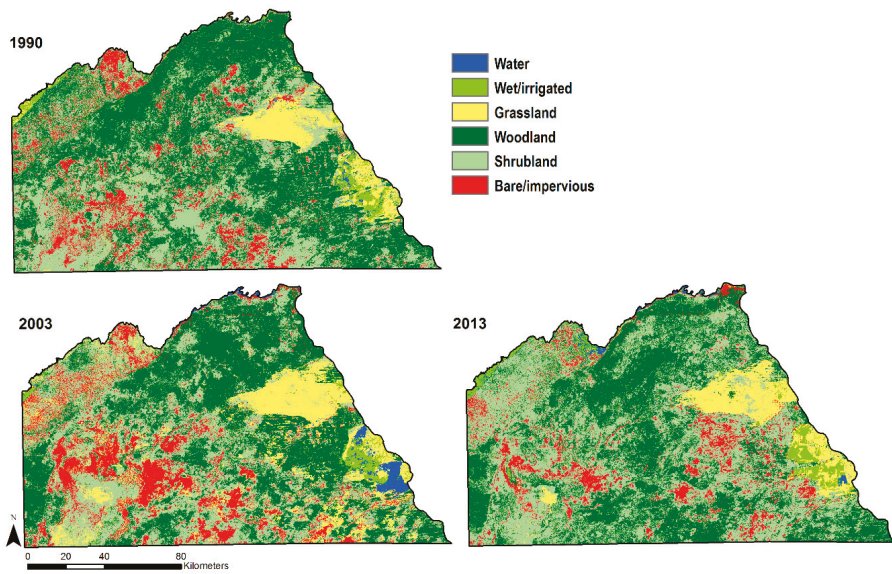 1990
Water
Wet/irrigated
Grassland
Woodland
Shrubland
Bare/impervious
2003
2013
N
0 20 40 80
Kilometers